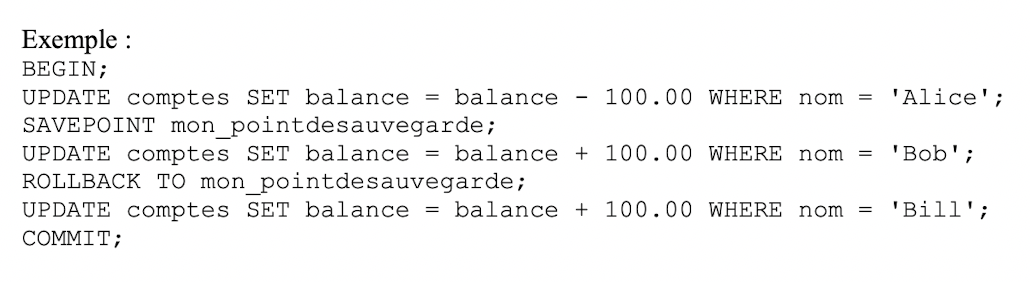 Exemple :
BEGIN;
UPDATE comptes SET balance = balance - 100.00 WHERE nom = 'Alice';
SAVEPOINT mon_pointdesauvegarde;
UPDATE comptes SET balance = balance + 100.00 WHERE nom = 'Bob';
ROLLBACK TO mon_pointdesauvegarde;
UPDATE comptes SET balance = balance + 100.00 WHERE nom = 'Bill';
COMMIT;